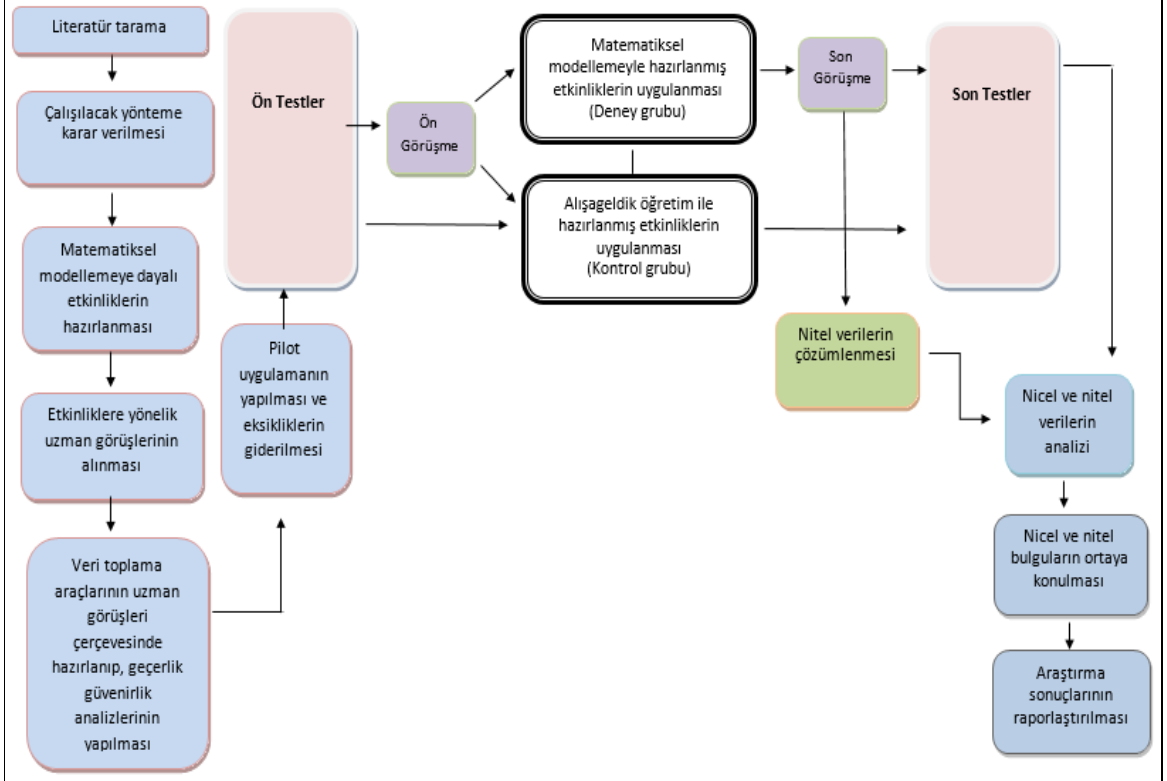 Literatür tarama
Çalışılacak yönteme
karar verilmesi
Matematiksel
modellemeye dayalı
etkinliklerin
hazırlanması
Etkinliklere yönelik
uzman görüşlerinin
alınması
Veri toplama
araçlarının uzman
görüşleri
çerçevesinde
hazırlanıp, geçerlik
güvenirlik
analizlerinin
yapılması
Pilot
uygulamanın
yapılması ve
eksikliklerin
giderilmesi
Ön Testler
Ön
Görüşme
Matematiksel
modellemeyle hazırlanmış
etkinliklerin uygulanması
(Deney grubu)
Alışageldik öğretim ile
hazırlanmış etkinliklerin
uygulanması
(Kontrol grubu)
Son
Görüşme
Son Testler
Nitel verilerin
çözümlenmesi
Nicel ve nitel
verilerin
analizi
Nicel ve nitel
bulguların ortaya
konulması
Araştırma
sonuçlarının
raporlaştırılması